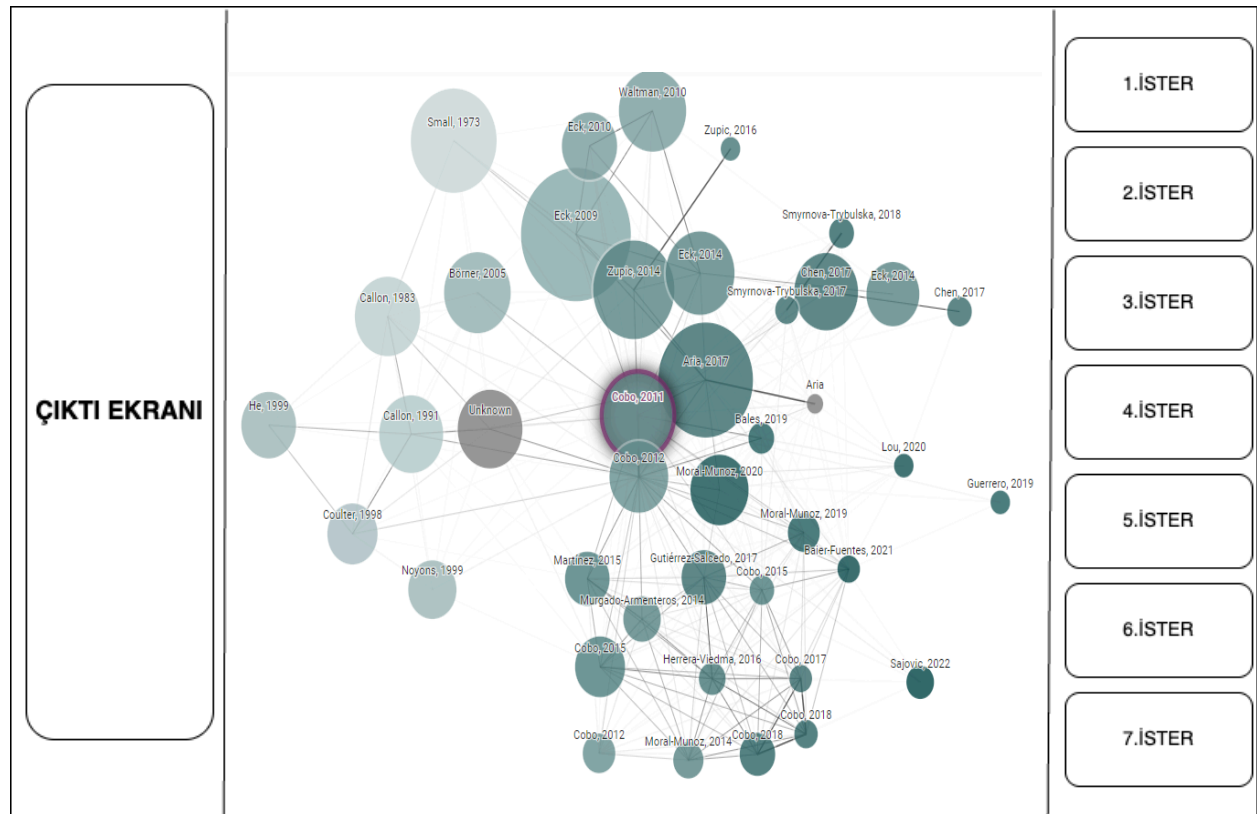 ÇIKTI EKRANI
Waltman, 2010
Small, 1973
Eck, 2010
Zupic, 2016
Eck, 2009
Smyrnova-Trybulska, 2018
Börner, 2005
Zupic, 2014
Eck, 2014
Chen, 2017
Eck, 2014
Callon, 1983
Smyrnova-Trybulska, 2017
Chen, 2017
Aria, 2017
Aria
Cobo, 2011
He, 1999
Callon, 1991
Unknown
Bales, 2019
Cobo, 2012
Lou, 2020
Moral-Munoz, 2020
Guerrero, 2019
Coulter, 1998
Moral-Munoz, 2019
Baier-Fuentes, 2021
Noyons, 1999
Martínez, 2015
Gutiérrez-Salcedo, 2017
Cobo, 2015
Murgado-Armenteros, 2014
Cobo, 2015
Herrera-Viedma, 2016
Cobo, 2017
Sajovic, 2022
Cobo, 2018
Cobo, 2012
Moral-Munoz, 2014
Cobo, 2018
1.İSTER
2.İSTER
3.İSTER
4.İSTER
5.İSTER
6.İSTER
7.İSTER